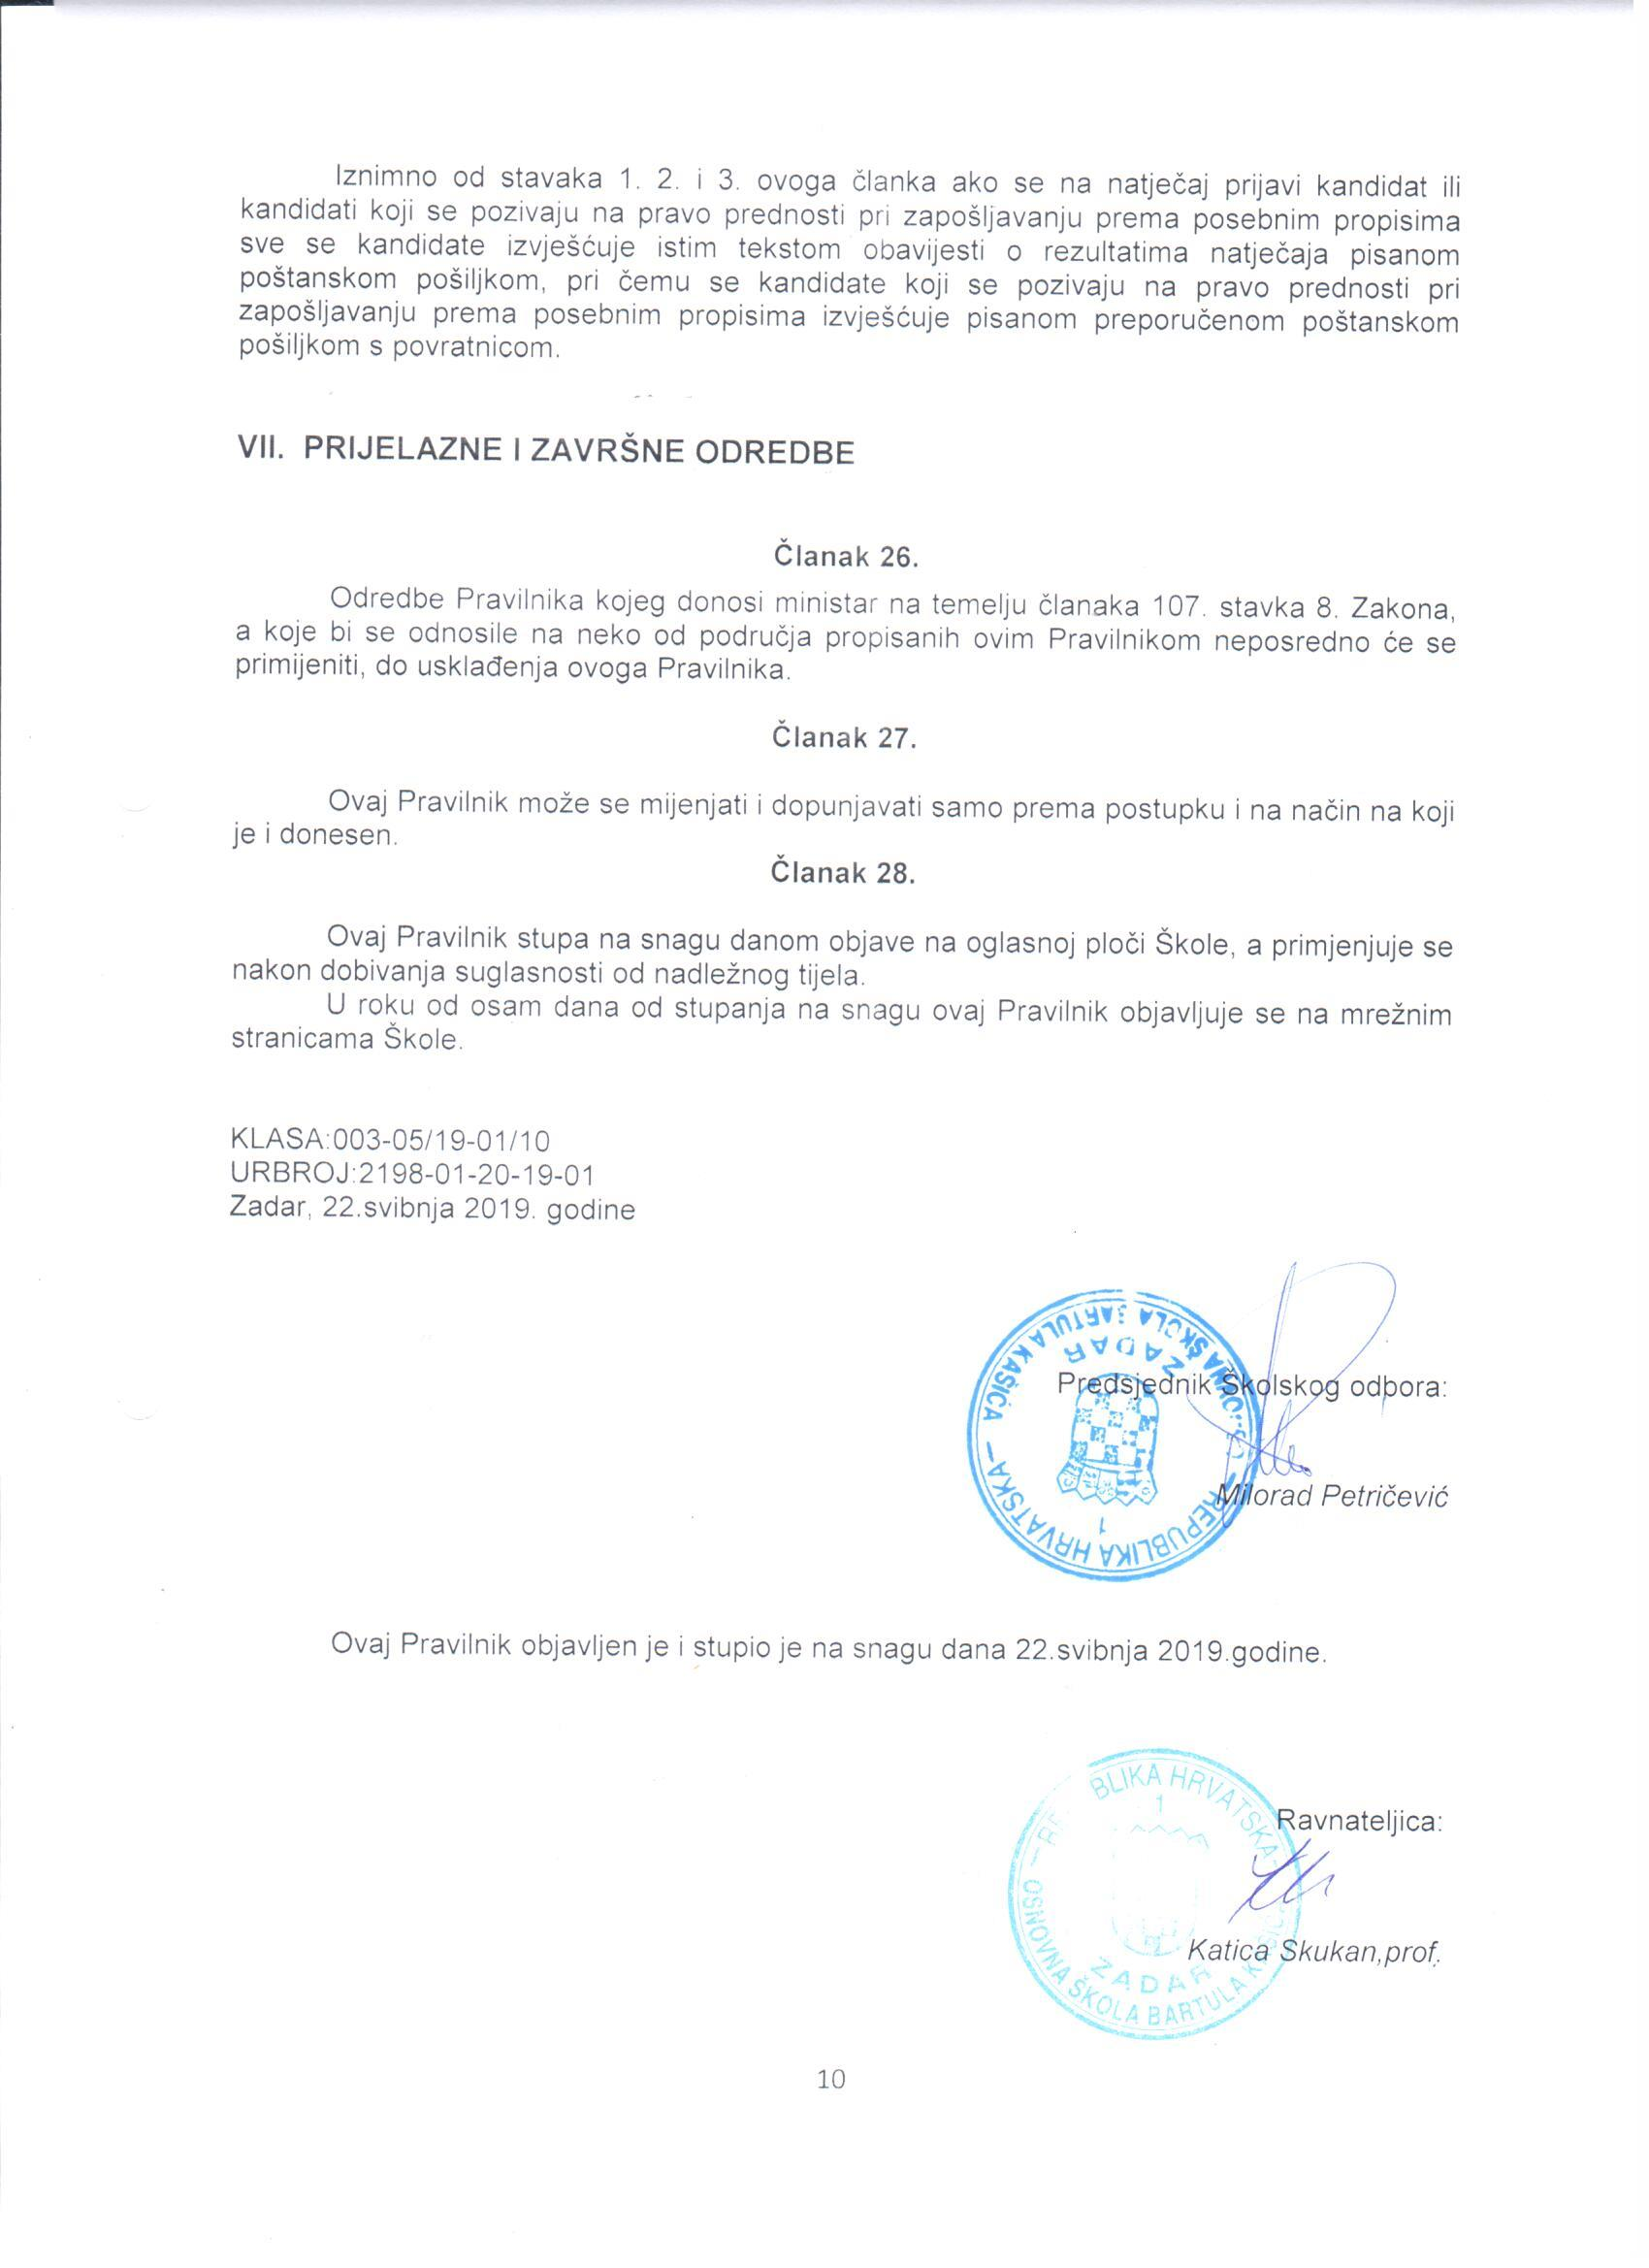 Iznimno od stavaka 1. 2. i 3. ovoga članka ako se na natječaj prijavi kandidat ili
kandidati koji se pozivaju na pravo prednosti pri zapošljavanju prema posebnim propisima
sve se kandidate izvješćuje istim tekstom obavijesti o rezultatima natječaja pisanom
poštanskom pošiljkom, pri čemu se kandidate koji se pozivaju na pravo prednosti pri
zapošljavanju prema posebnim propisima izvješćuje pisanom preporučenom poštanskom
pošiljkom s povratnicom.
VII. PRIJELAZNE I ZAVRŠNE ODREDBE
Članak 26.
Odredbe Pravilnika kojeg donosi ministar na temelju članaka 107. stavka 8. Zakona,
a koje bi se odnosile na neko od područja propisanih ovim Pravilnikom neposredno će se
primijeniti, do usklađenja ovoga Pravilnika.
Članak 27.
Ovaj Pravilnik može se mijenjati i dopunjavati samo prema postupku i na način na koji
je i donesen.
Članak 28.
Ovaj Pravilnik stupa na snagu danom objave na oglasnoj ploči Škole, a primjenjuje se
nakon dobivanja suglasnosti od nadležnog tijela.
U roku od osam dana od stupanja na snagu ovaj Pravilnik objavljuje se na mrežnim
stranicama Škole.
KLASA:003-05/19-01/10
URBROJ:2198-01-20-19-01
Zadar, 22.svibnja 2019. godine
REPUBLIKA HRVATSKA
ŠKOLA BARTULA KAŠIĆA
ZADAR
1
Predsjednik Školskog odbora:
Milorad Petričević
Ovaj Pravilnik objavljen je i stupio je na snagu dana 22.svibnja 2019.godine.
HRVATSKA
1
OSNOVNA ŠKOLA BARTULA
ZADAR
Ravnateljica:
Katica Skukan,prof.
10